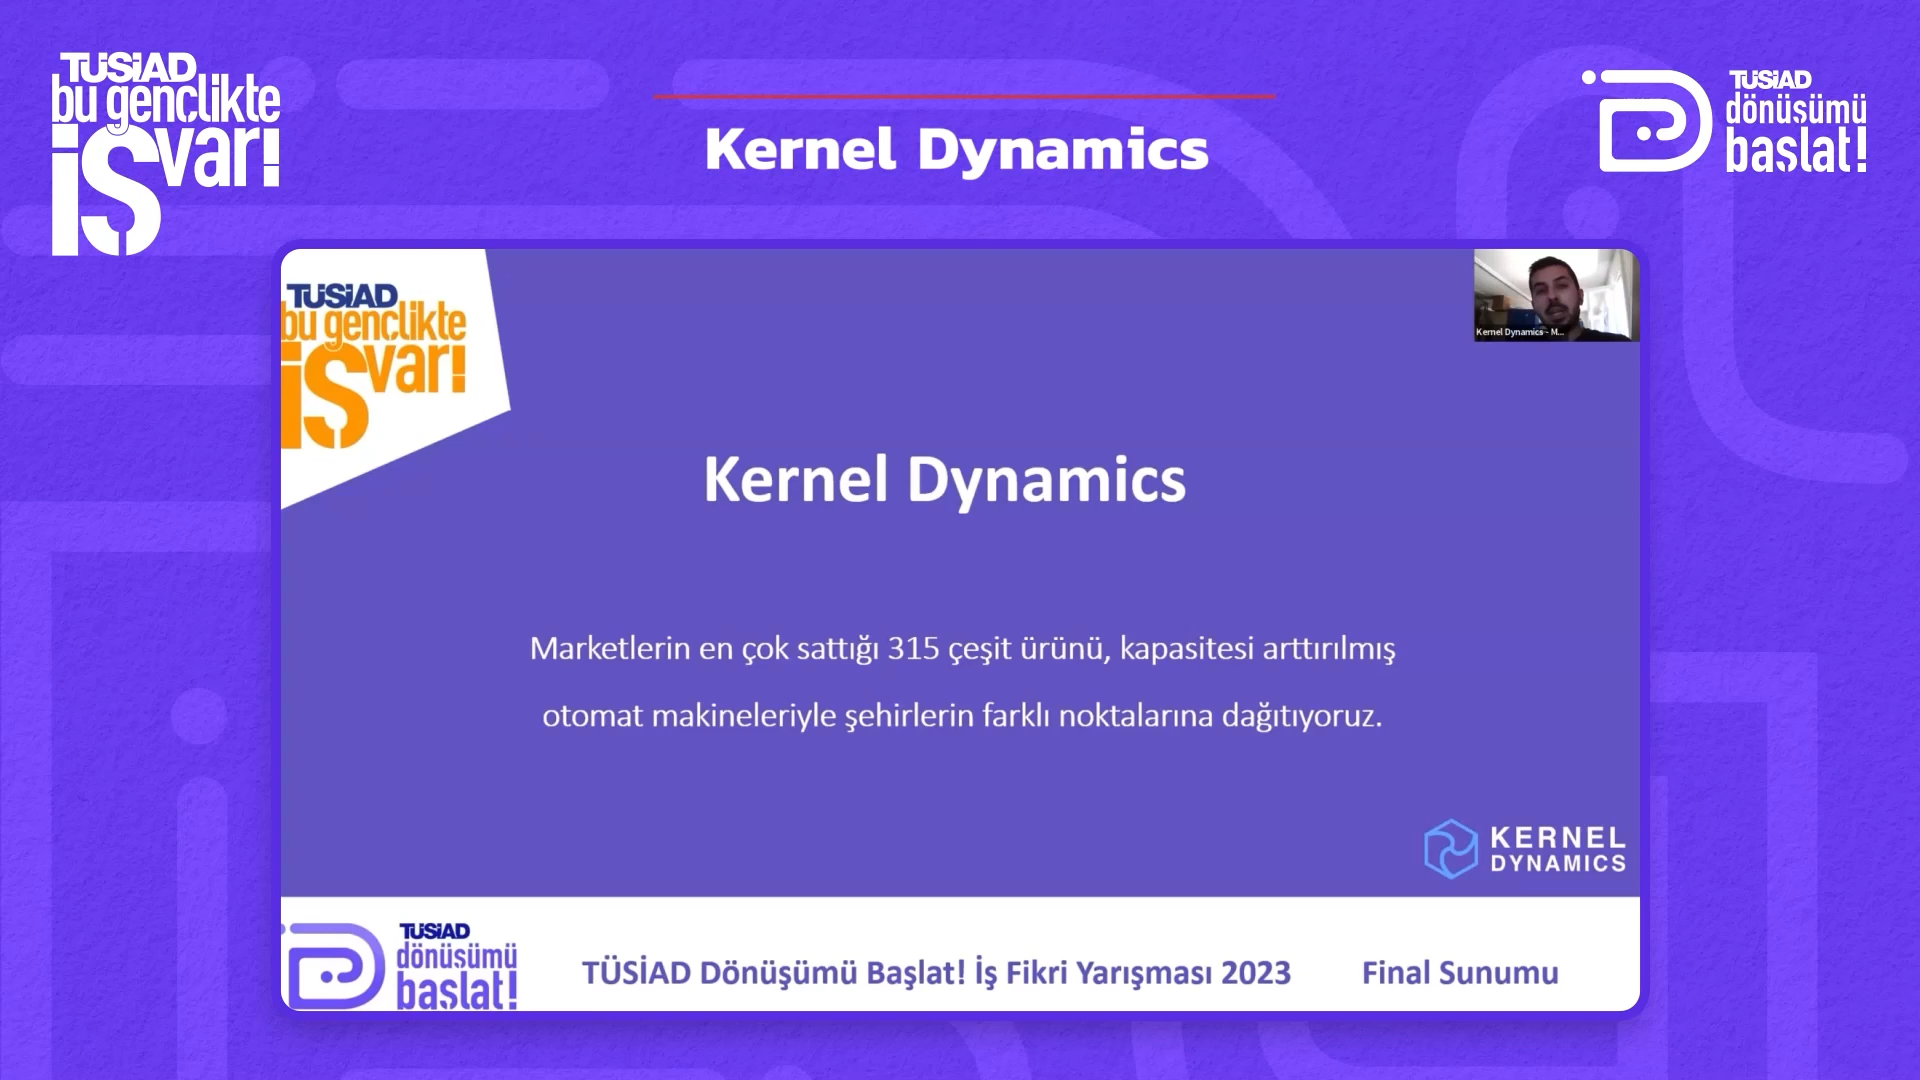 TÜSİAD
bu gençlikte
iş var!
Kernel Dynamics
TÜSİAD
dönüşümü
başlat!
TÜSİAD
bu gençlikte
iş var!
Kernel Dynamics - M...
Kernel Dynamics
Marketlerin en çok sattığı 315 çeşit ürünü, kapasitesi arttırılmış
otomat makineleriyle şehirlerin farklı noktalarına dağıtıyoruz.
KERNEL
DYNAMICS
TÜSİAD
dönüşümü
başlat!
TÜSİAD Dönüşümü Başlat! İş Fikri Yarışması 2023 Final Sunumu